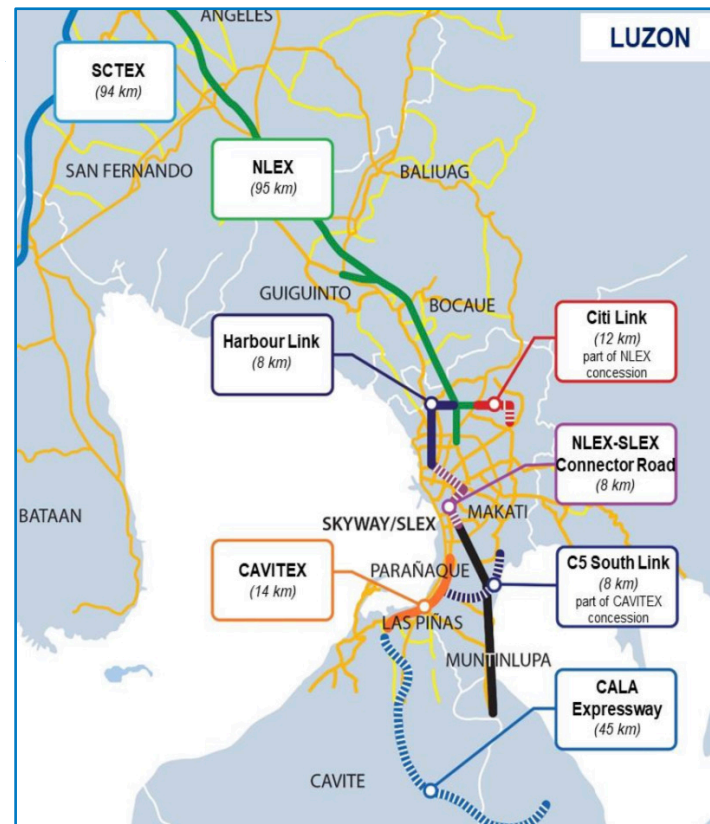 ANGELES
LUZON
SCTEX
(94 km)
SAN FERNANDO
NLEX
(95 km)
BALIUAG
GUIGUINTO
BOCAUE
Harbour Link
(8 km)
Citi Link
(12 km)
part of NLEX
concession
NLEX-SLEX
Connector Road
(8 km)
BATAAN
SKYWAY/SLEX
MAKATI
CAVITEX
(14 km)
PARAÑAQUE
C5 South Link
(8 km)
part of CAVITEX
concession
LAS PIÑAS
MUNTINLUPA
CALA
Expressway
(45 km)
CAVITE